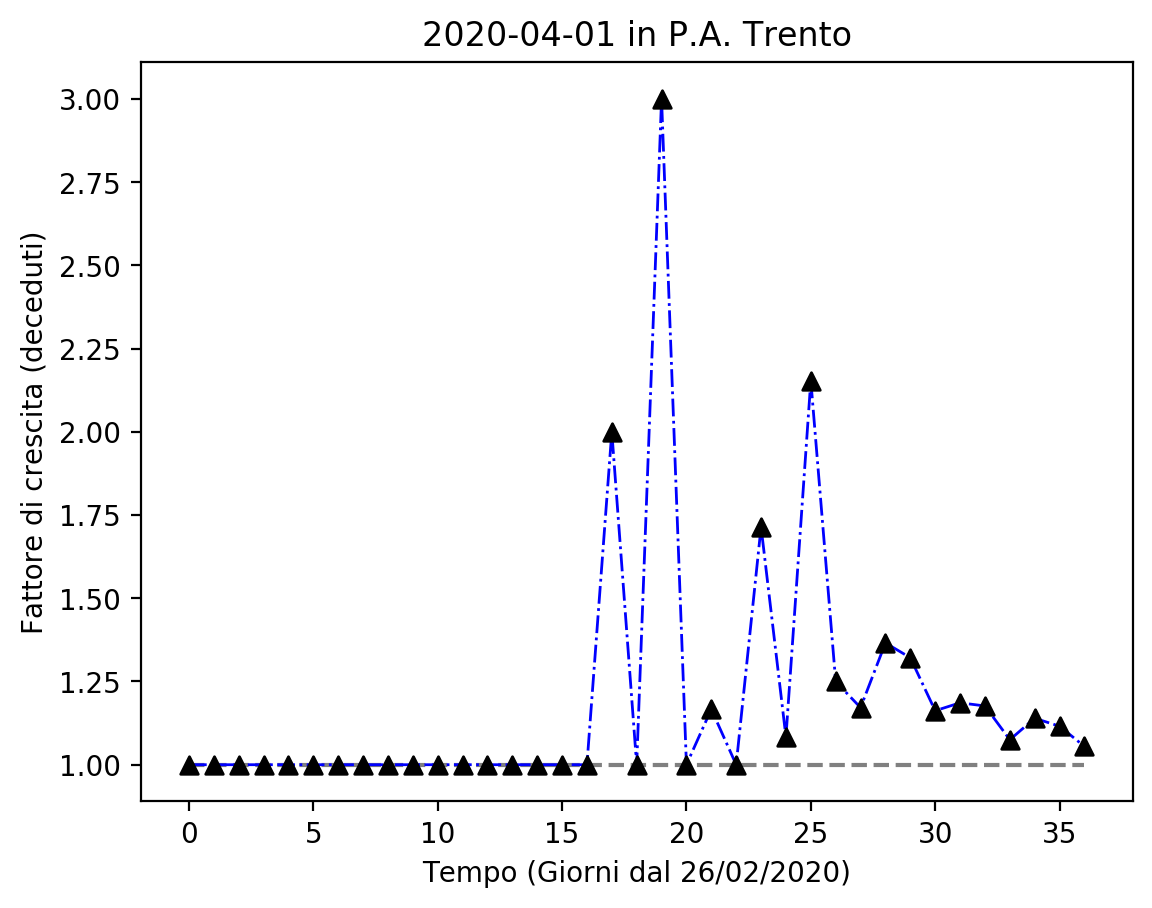 2020-04-01 in P.A. Trento
Fattore di crescita (deceduti)
3.00
2.75
2.50
2.25
2.00
1.75
1.50
1.25
1.00
0 5 10 15 20 25 30 35
Tempo (Giorni dal 26/02/2020)